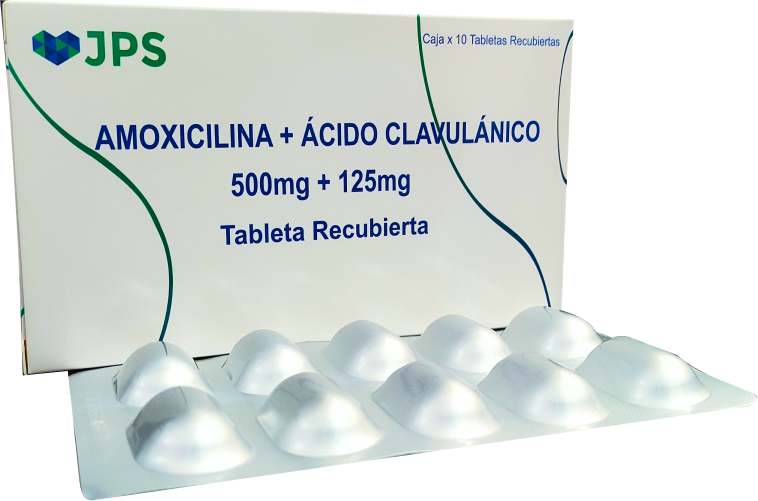 JPS
Caja x 10 Tabletas Recubiertas
AMOXICILINA + ÁCIDO CLAVULÁNICO
500mg + 125mg
Tableta Recubierta